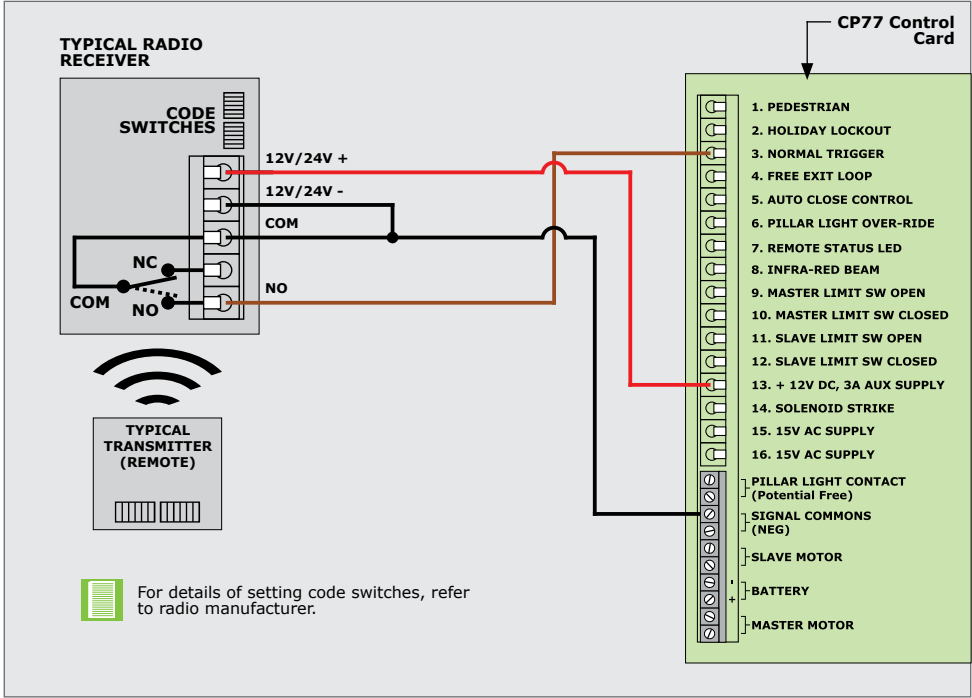 CP77 Control
Card
TYPICAL RADIO
RECEIVER
CODE
SWITCHES
12V/24V +
12V/24V -
COM
NO
NC
COM
NO
TYPICAL
TRANSMITTER
(REMOTE)
1. PEDESTRIAN
2. HOLIDAY LOCKOUT
3. NORMAL TRIGGER
4. FREE EXIT LOOP
5. AUTO CLOSE CONTROL
6. PILLAR LIGHT OVER-RIDE
7. REMOTE STATUS LED
8. INFRA-RED BEAM
9. MASTER LIMIT SW OPEN
10. MASTER LIMIT SW CLOSED
11. SLAVE LIMIT SW OPEN
12. SLAVE LIMIT SW CLOSED
13. + 12V DC, 3A AUX SUPPLY
14. SOLENOID STRIKE
15. 15V AC SUPPLY
16. 15V AC SUPPLY
PILLAR LIGHT CONTACT
(Potential Free)
SIGNAL COMMONS
(NEG)
SLAVE MOTOR
-
BATTERY
+
MASTER MOTOR
For details of setting code switches, refer
to radio manufacturer.